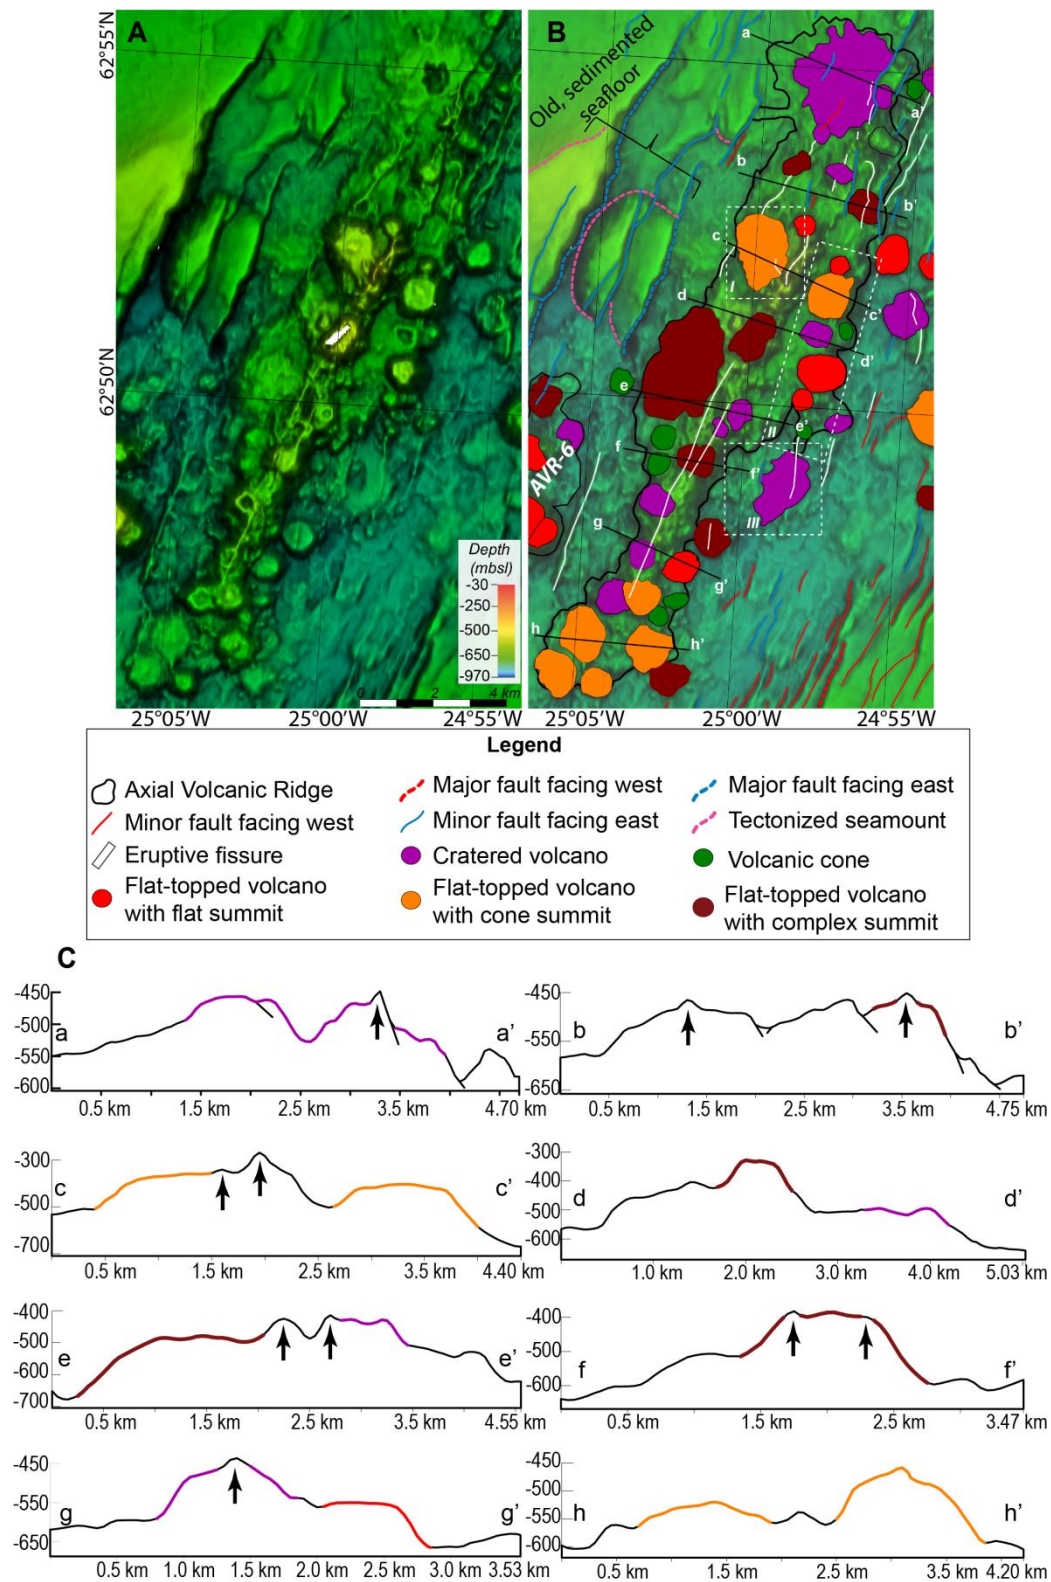 A
B
62°55'N
62°50'N
Depth
(mbsl)
-30
-250
-500
-650
-970
0 2 4 km
25°05'W 25°00'W 24°55'W
Old, sedimented
seafloor
a
a'
b
b'
c
c'
d
d'
e
e'
f
f'
g
g'
h
h'
I
II
III
AVR-6
25°05'W 25°00'W 24°55'W
Legend
Axial Volcanic Ridge
Major fault facing west
Major fault facing east
Minor fault facing west
Minor fault facing east
Tectonized seamount
Eruptive fissure
Cratered volcano
Volcanic cone
Flat-topped volcano
with flat summit
Flat-topped volcano
with cone summit
Flat-topped volcano
with complex summit
C
-450
-500
-550
-600
a a'
0.5 km 1.5 km 2.5 km 3.5 km 4.70 km
-450
-550
-650
b b'
0.5 km 1.5 km 2.5 km 3.5 km 4.75 km
-300
-500
-700
c c'
0.5 km 1.5 km 2.5 km 3.5 km 4.40 km
-300
-400
-500
-600
d d'
1.0 km 2.0 km 3.0 km 4.0 km 5.03 km
-400
-500
-600
-700
e e'
0.5 km 1.5 km 2.5 km 3.5 km 4.55 km
-400
-500
-600
f f'
0.5 km 1.5 km 2.5 km 3.47 km
-450
-550
-650
g g'
0.5 km 1.0 km 1.5 km 2.0 km 2.5 km 3.0 km 3.53 km
-450
-500
-550
-600
h h'
0.5 km 1.5 km 2.5 km 3.5 km 4.20 km